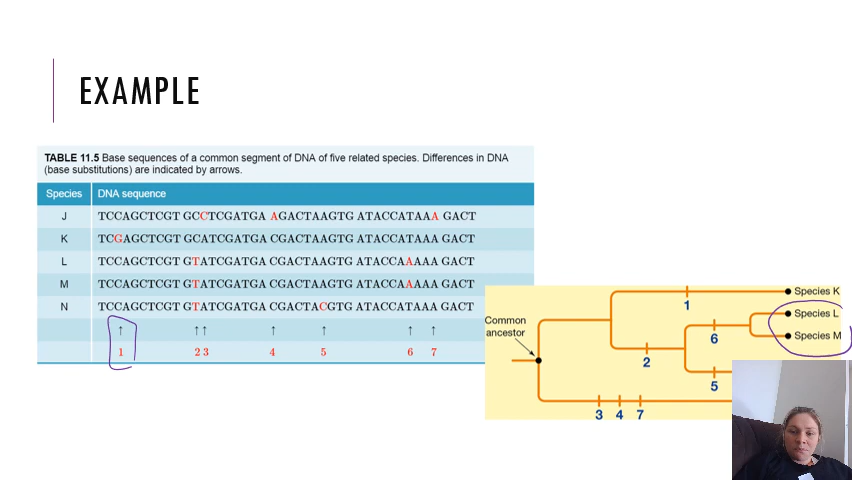 EXAMPLE
TABLE 11.5 Base sequences of a common segment of DNA of five related species. Differences in DNA
(base substitutions) are indicated by arrows.
Species DNA sequence
J TCCAGCTCGT GCCTCGATGA AGACTAAGTG ATACCATAAA GACT
K TCGAGCTCGT GCATCGATGA CGACTAAGTG ATACCATAAA GACT
L TCCAGCTCGT GTATCGATGA CGACTAAGTG ATACCAAAAA GACT
M TCCAGCTCGT GTATCGATGA CGACTAAGTG ATACCAAAAA GACT
N TCCAGCTCGT GTATCGATGA CGACTACGTG ATACCATAAA GACT
↑ ↑ ↑ ↑ ↑ ↑ ↑
1 2 3 4 5 6 7
Species K
1
Species L
Common
ancestor
6
Species M
2
5
3 4 7